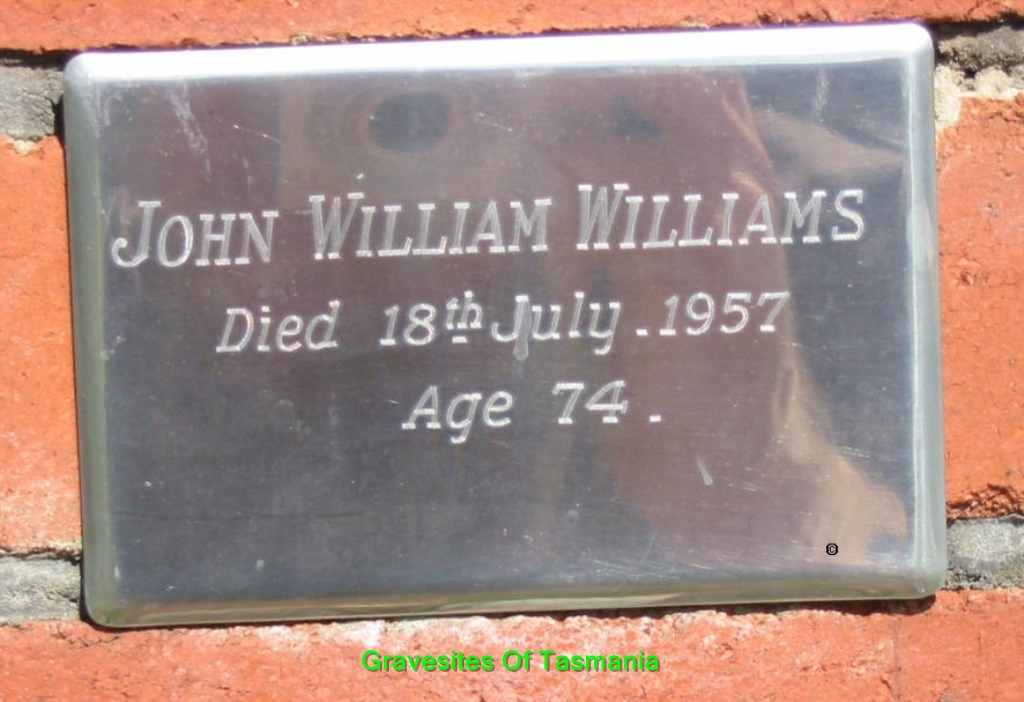 JOHN WILLIAM WILLIAMS
Died 18th July .1957
Age 74.
©
Gravesites Of Tasmania